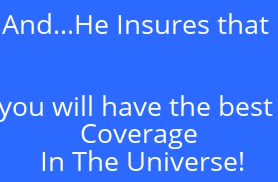 And...He Insures that
you will have the best
Coverage
In The Universe!